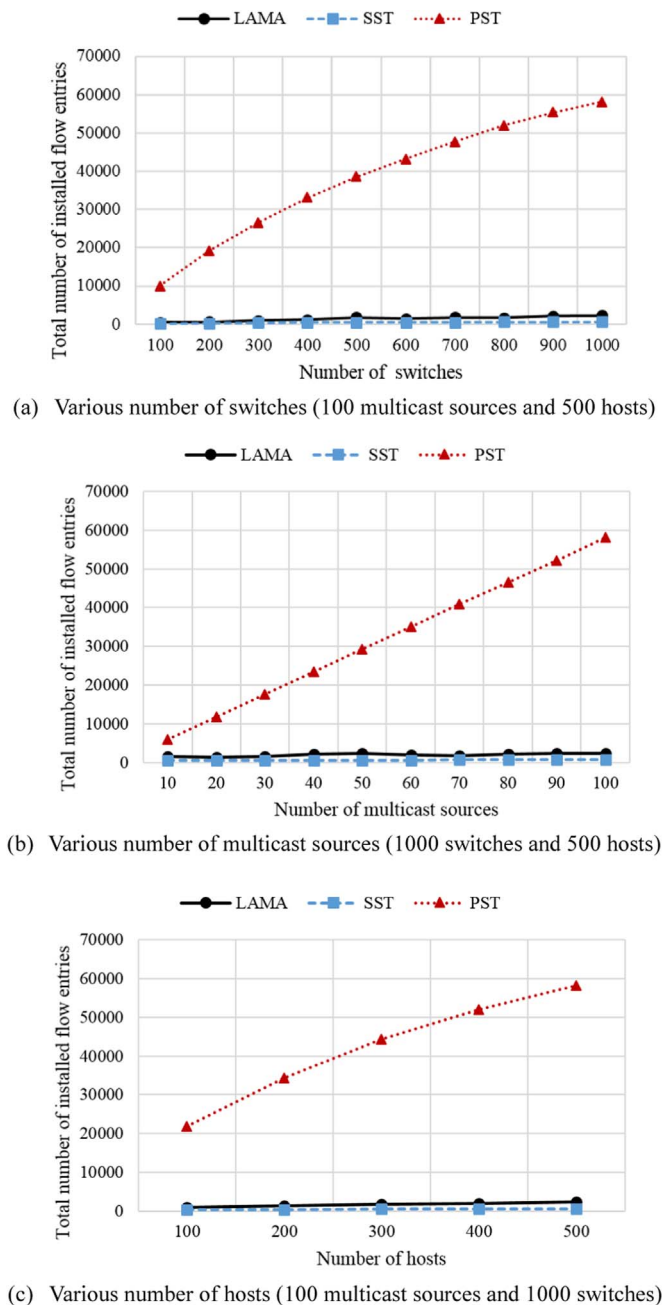 LAMA SST PST
Total number of installed flow entries
70000
60000
50000
40000
30000
20000
10000
0
100 200 300 400 500 600 700 800 900 1000
Number of switches
(a) Various number of switches (100 multicast sources and 500 hosts)
LAMA SST PST
Total number of installed flow entries
70000
60000
50000
40000
30000
20000
10000
0
10 20 30 40 50 60 70 80 90 100
Number of multicast sources
(b) Various number of multicast sources (1000 switches and 500 hosts)
LAMA SST PST
Total number of installed flow entries
70000
60000
50000
40000
30000
20000
10000
0
100 200 300 400 500
Number of hosts
(c) Various number of hosts (100 multicast sources and 1000 switches)